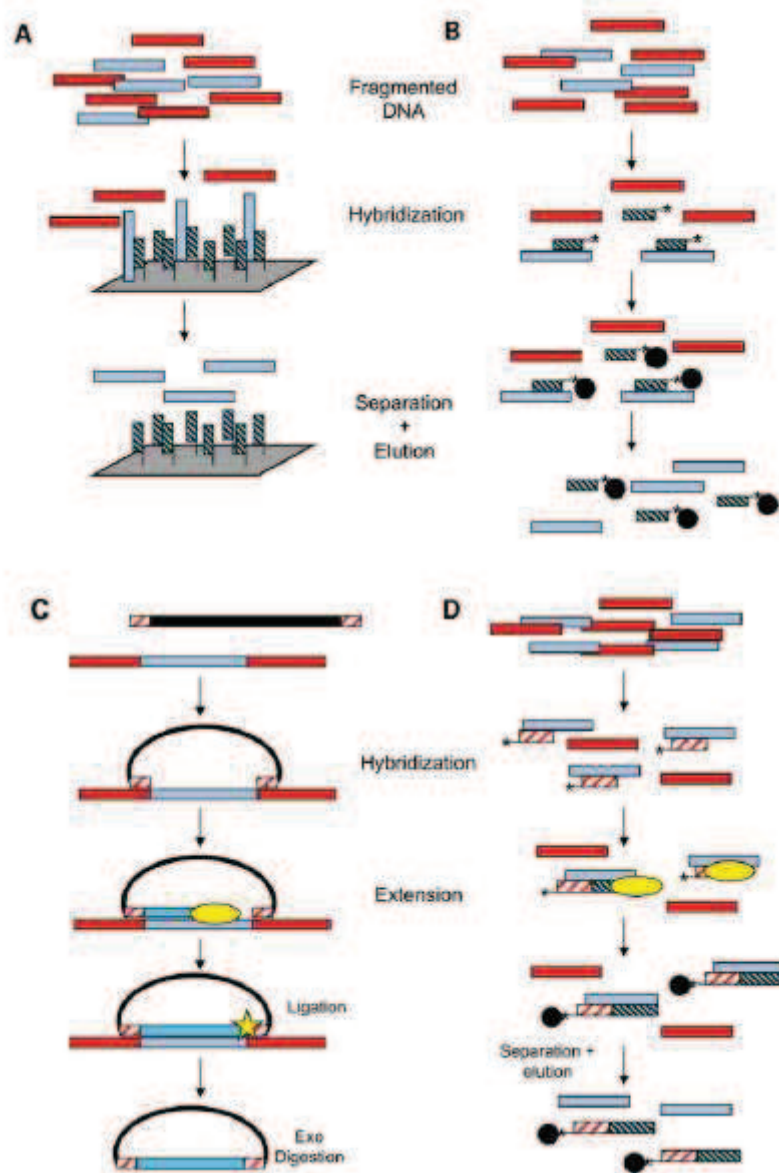 A
B
Fragmented
DNA
Hybridization
Separation
+
Elution
C
D
Hybridization
Extension
Ligation
Separation +
elution
Exo
Digestion